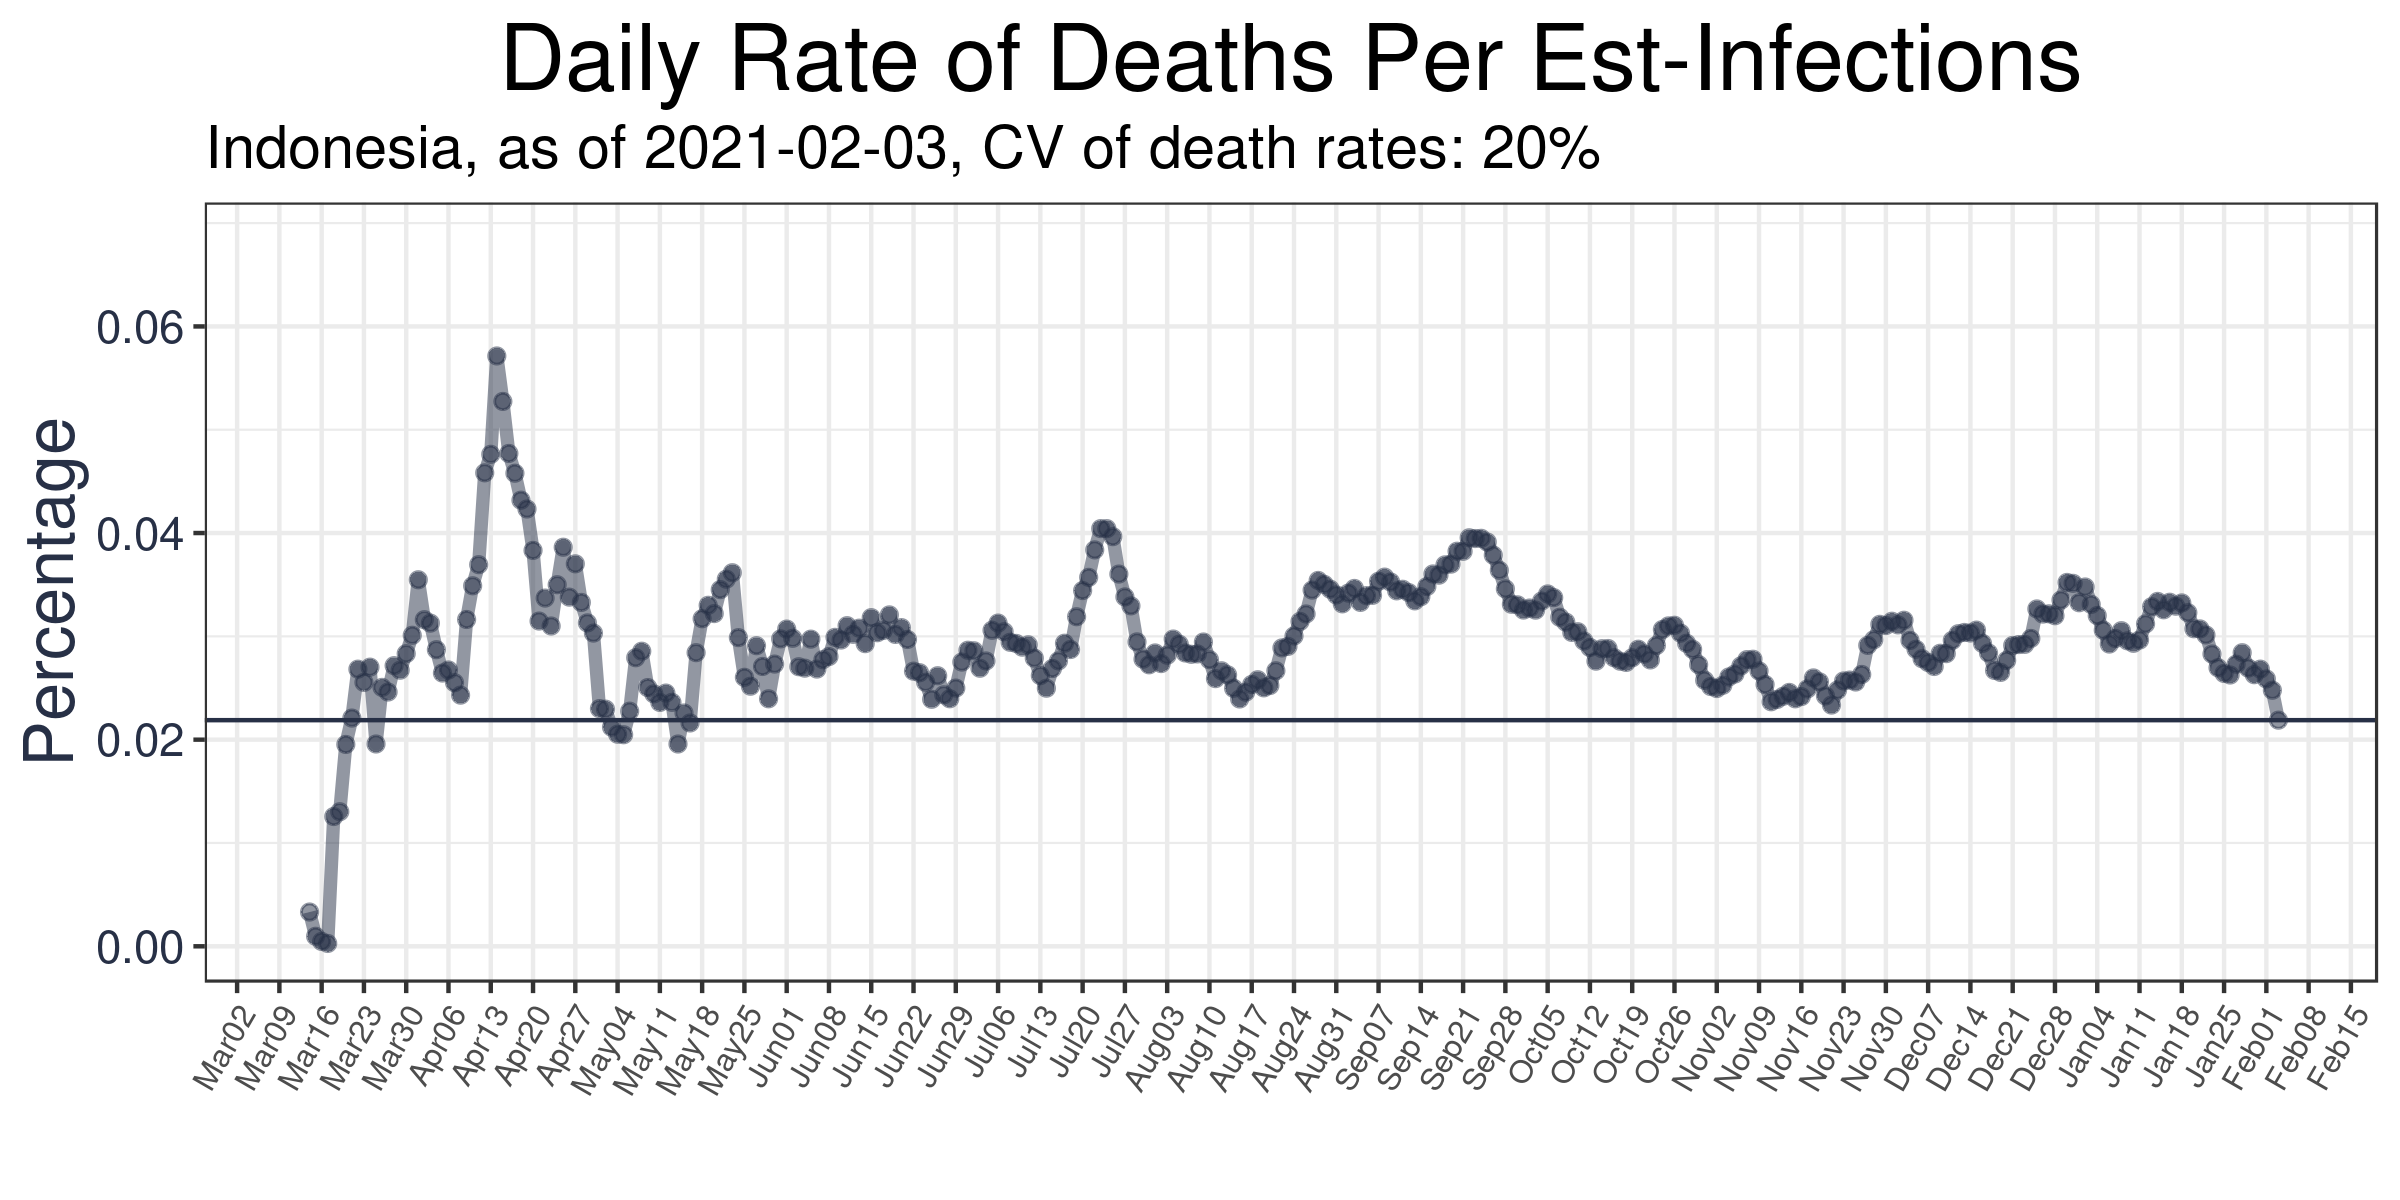 Daily Rate of Deaths Per Est-Infections
Indonesia, as of 2021-02-03, CV of death rates: 20%
Percentage
0.06
0.04
0.02
0.00
Mar02
Mar09
Mar16
Mar23
Mar30
Apr06
Apr13
Apr20
Apr27
May04
May11
May18
May25
Jun01
Jun08
Jun15
Jun22
Jun29
Jul06
Jul13
Jul20
Jul27
Aug03
Aug10
Aug17
Aug24
Aug31
Sep07
Sep14
Sep21
Sep28
Oct05
Oct12
Oct19
Oct26
Nov02
Nov09
Nov16
Nov23
Nov30
Dec07
Dec14
Dec21
Dec28
Jan04
Jan11
Jan18
Jan25
Feb01
Feb08
Feb15